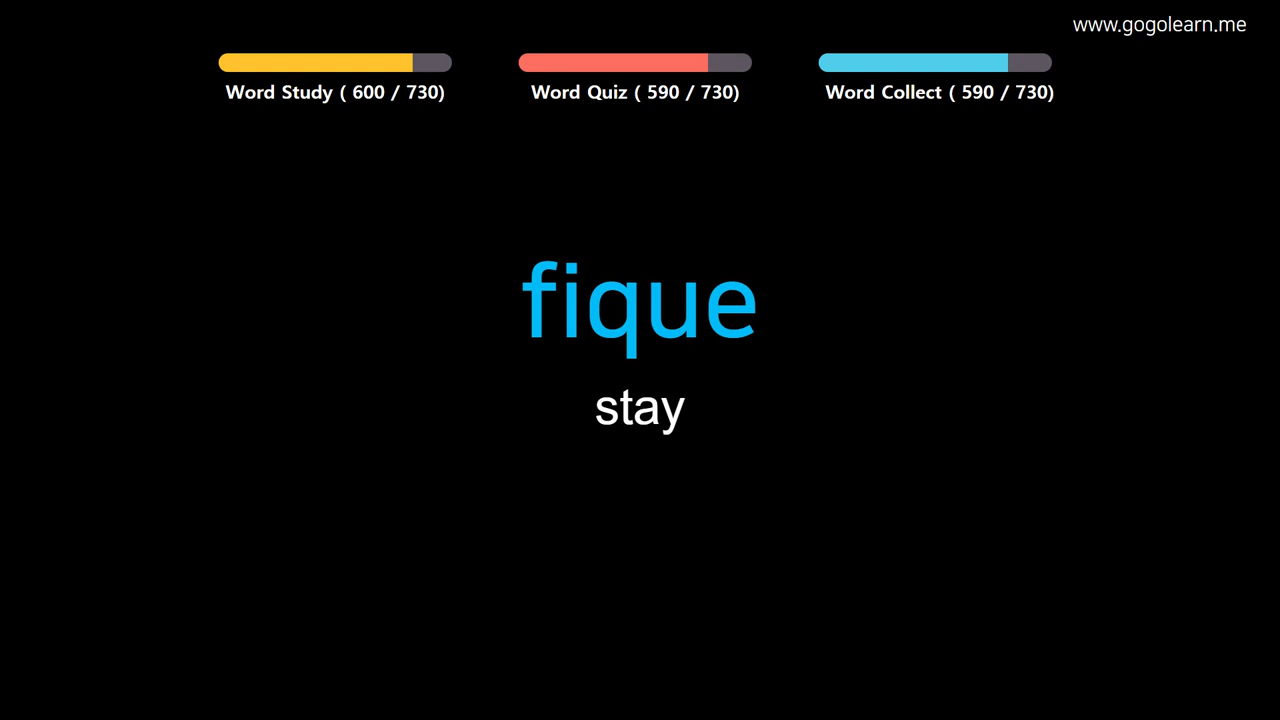 www.gogolearn.me
Word Study ( 600 / 730)
Word Quiz ( 590 / 730)
Word Collect ( 590 / 730)
fique
stay